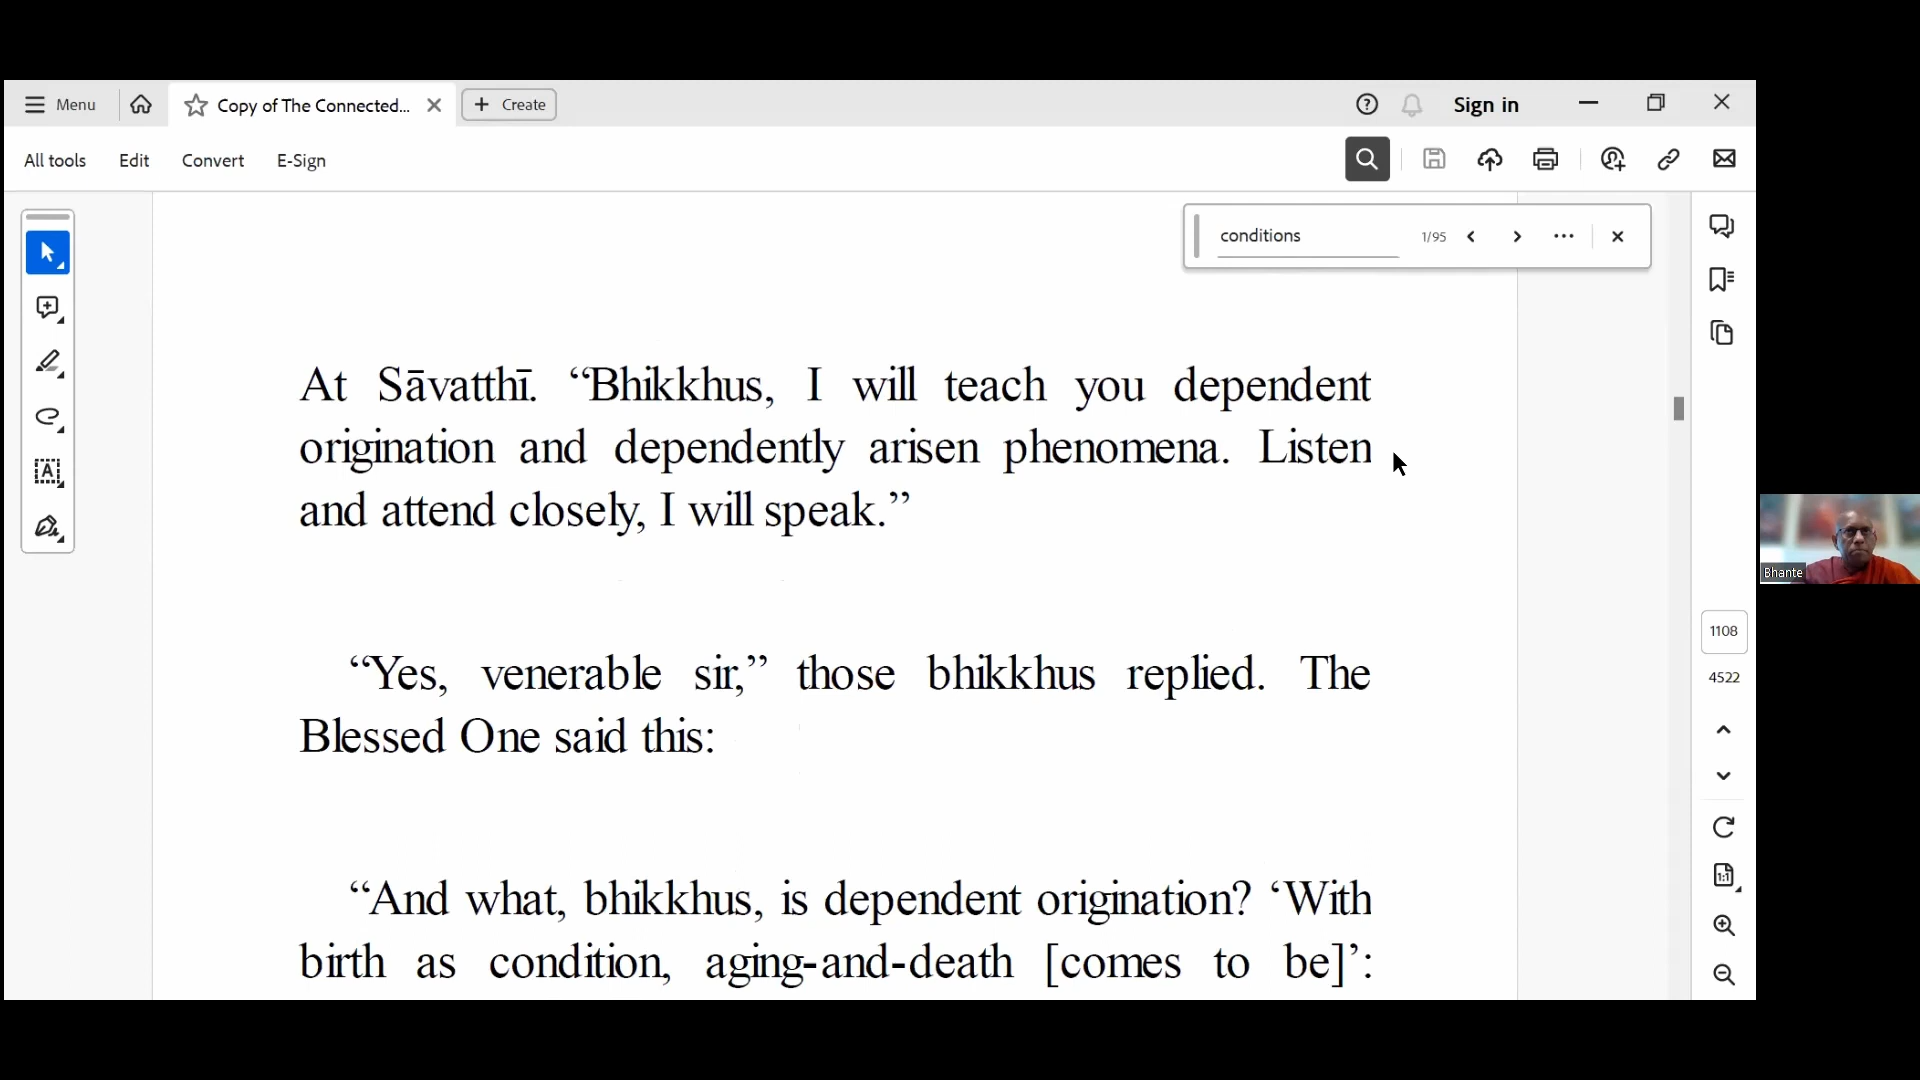 Menu
Copy of The Connected...
Create
Sign in
All tools Edit Convert E-Sign
conditions 1/95
At Sāvatthī. “Bhikkhus, I will teach you dependent
origination and dependently arisen phenomena. Listen
and attend closely, I will speak.”
“Yes, venerable sir,” those bhikkhus replied. The
Blessed One said this:
“And what, bhikkhus, is dependent origination? ‘With
birth as condition, aging-and-death [comes to be]’:
Bhante
1108
4522
1:1